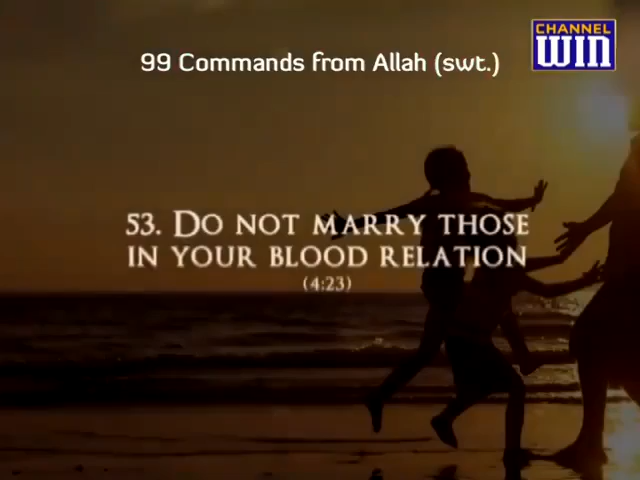 CHANNEL
WIN
99 Commands from Allah (swt.)
53. DO NOT MARRY THOSE
IN YOUR BLOOD RELATION
(4:23)